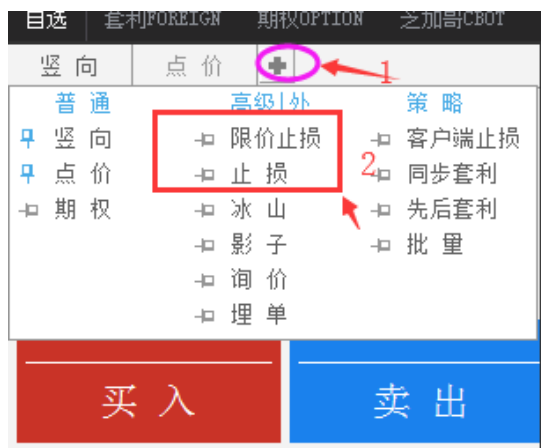 自选 套利FOREIGN 期权OPTION 芝加哥CBOT
竖 向 点 价 1
普 通 高级|外 策 略
竖 向 限价止损 客户端止损
点 价 止 损 2 同步套利
期 权 冰 山 先后套利
影 子 批 量
询 价
埋 单
买 入 卖 出